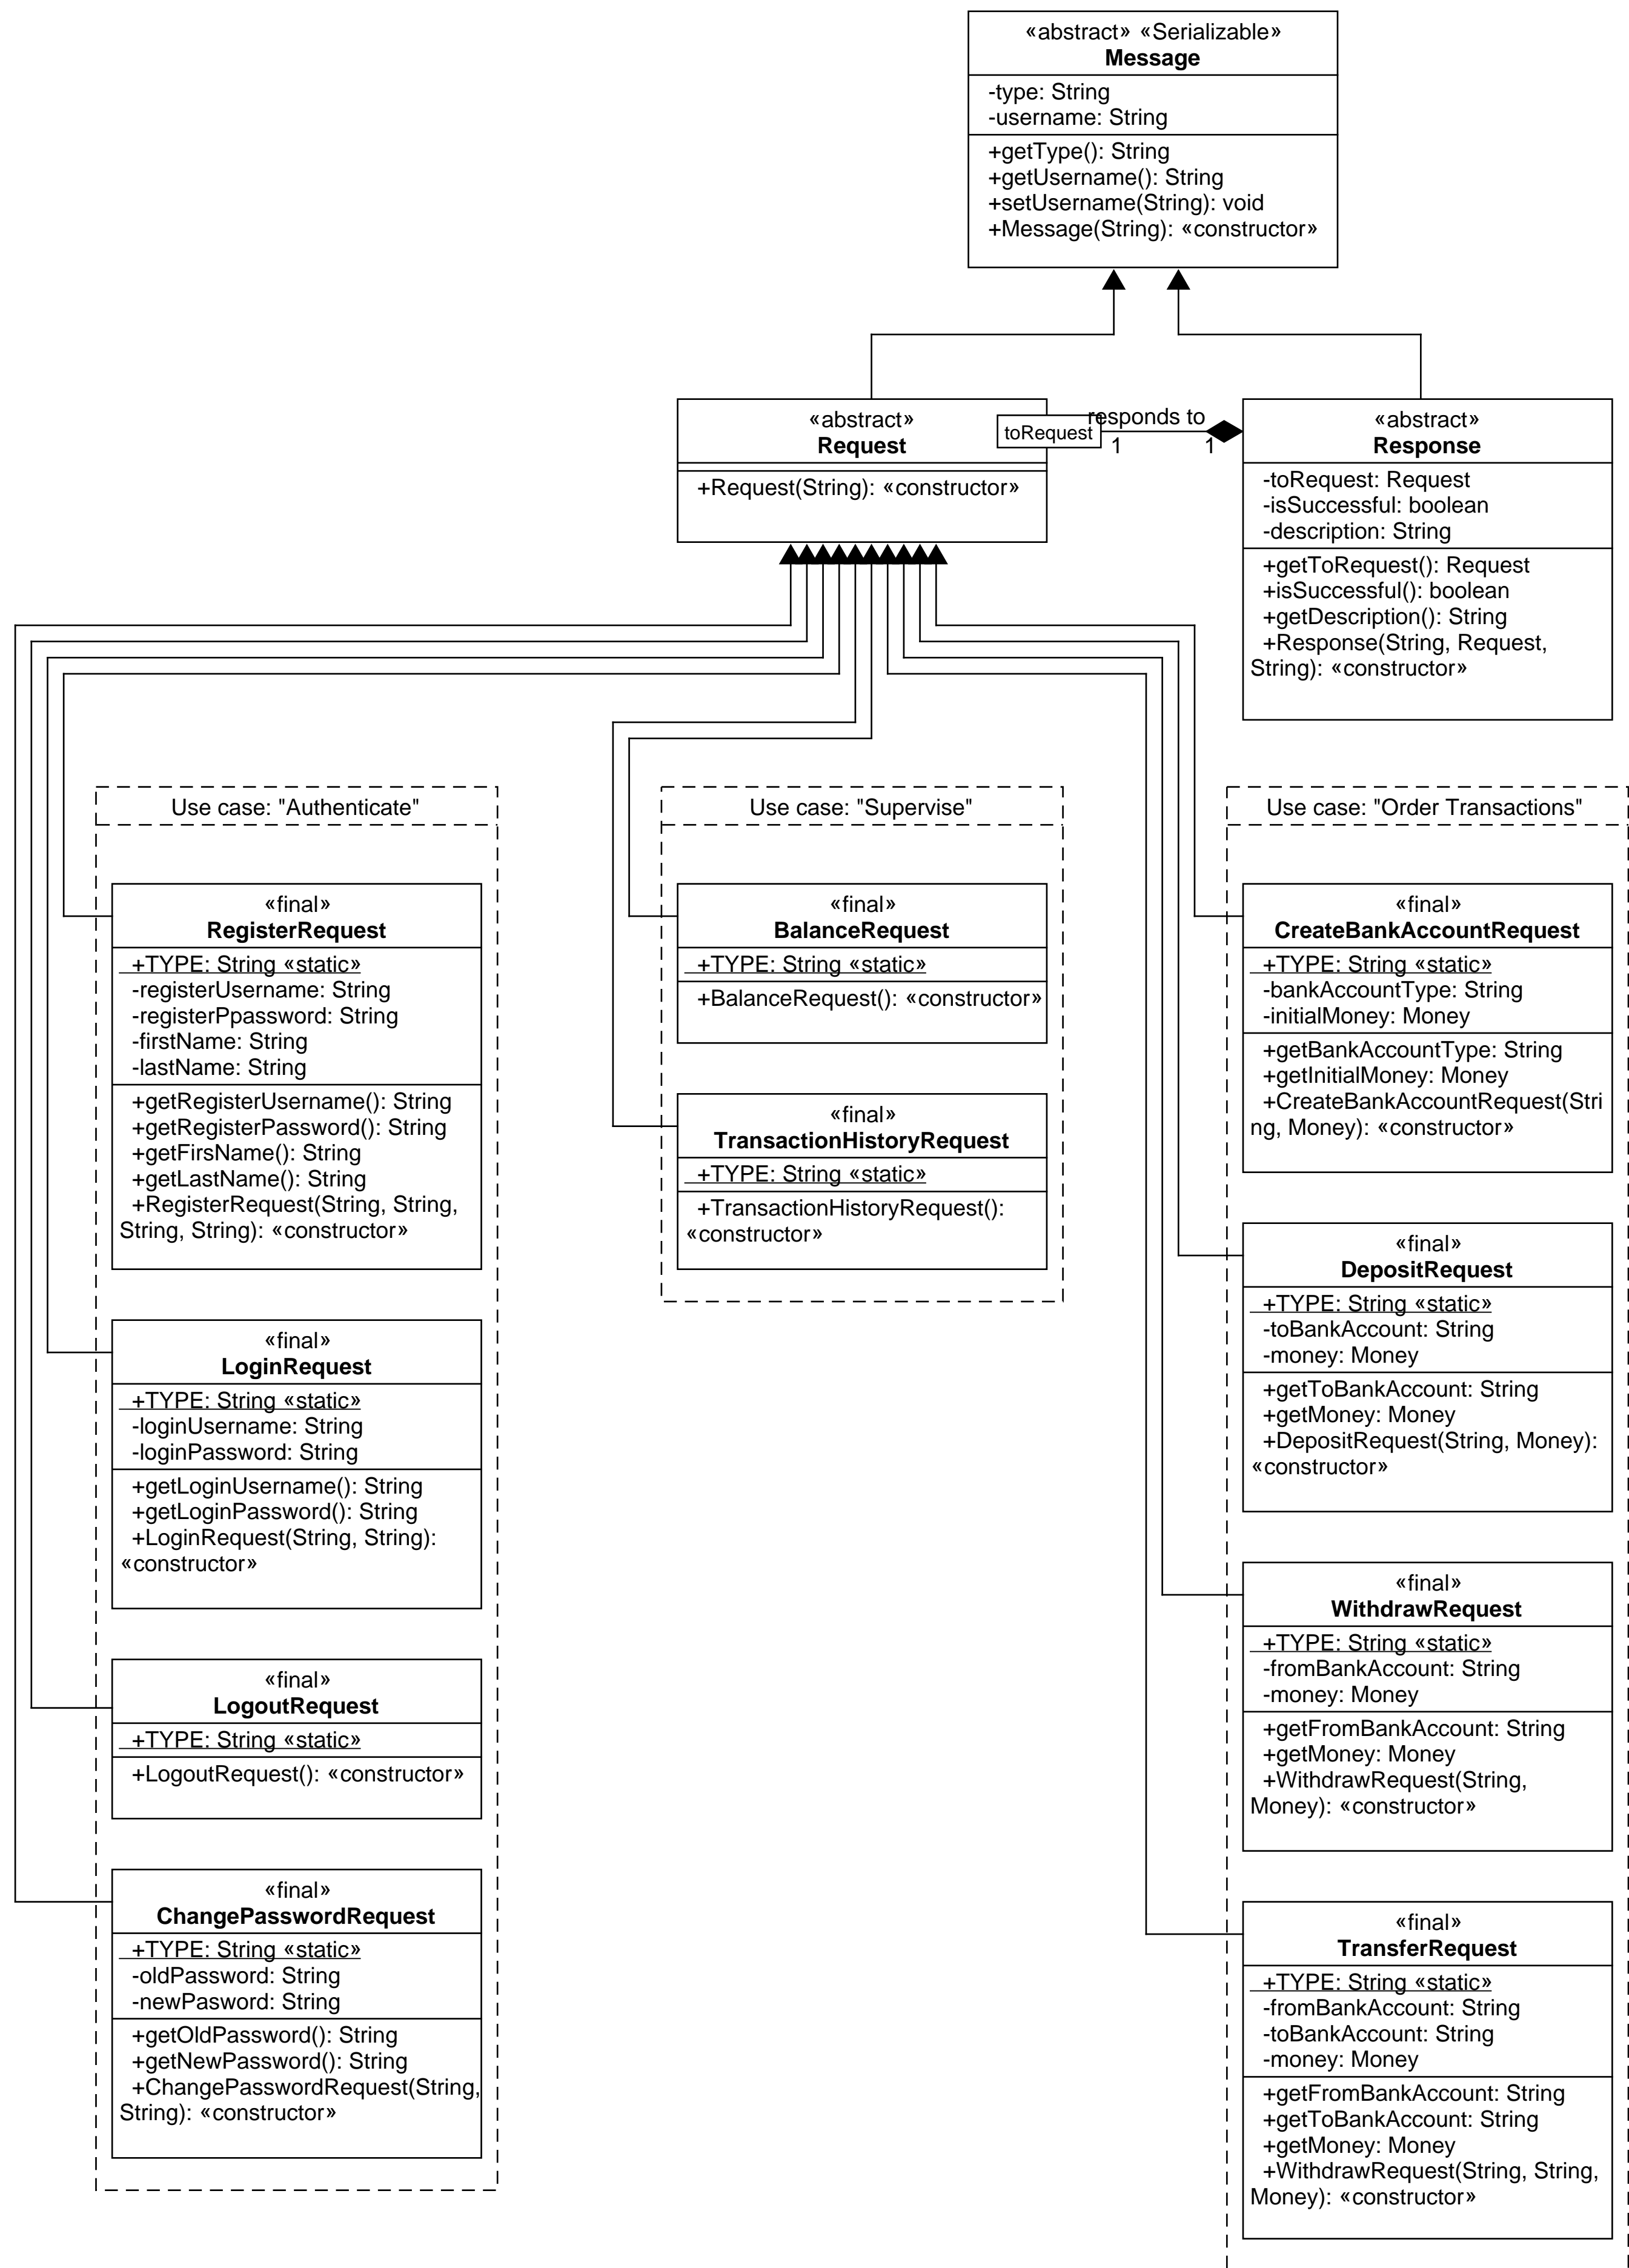 «abstract» «Serializable»
Message
-type: String
-username: String
+getType(): String
+getUsername(): String
+setUsername(String): void
+Message(String): «constructor»
«abstract»
Request
+Request(String): «constructor»
toRequest
responds to
1
1
«abstract»
Response
-toRequest: Request
-isSuccessful: boolean
-description: String
+getToRequest(): Request
+isSuccessful(): boolean
+getDescription(): String
+Response(String, Request,
String): «constructor»
Use case: "Authenticate"
«final»
RegisterRequest
+TYPE: String «static»
-registerUsername: String
-registerPpassword: String
-firstName: String
-lastName: String
+getRegisterUsername(): String
+getRegisterPassword(): String
+getFirsName(): String
+getLastName(): String
+RegisterRequest(String, String,
String, String): «constructor»
«final»
LoginRequest
+TYPE: String «static»
-loginUsername: String
-loginPassword: String
+getLoginUsername(): String
+getLoginPassword(): String
+LoginRequest(String, String):
«constructor»
«final»
LogoutRequest
+TYPE: String «static»
+LogoutRequest(): «constructor»
«final»
ChangePasswordRequest
+TYPE: String «static»
-oldPassword: String
-newPasword: String
+getOldPassword(): String
+getNewPassword(): String
+ChangePasswordRequest(String,
String): «constructor»
Use case: "Supervise"
«final»
BalanceRequest
+TYPE: String «static»
+BalanceRequest(): «constructor»
«final»
TransactionHistoryRequest
+TYPE: String «static»
+TransactionHistoryRequest():
«constructor»
Use case: "Order Transactions"
«final»
CreateBankAccountRequest
+TYPE: String «static»
-bankAccountType: String
-initialMoney: Money
+getBankAccountType: String
+getInitialMoney: Money
+CreateBankAccountRequest(Stri
ng, Money): «constructor»
«final»
DepositRequest
+TYPE: String «static»
-toBankAccount: String
-money: Money
+getToBankAccount: String
+getMoney: Money
+DepositRequest(String, Money):
«constructor»
«final»
WithdrawRequest
+TYPE: String «static»
-fromBankAccount: String
-money: Money
+getFromBankAccount: String
+getMoney: Money
+WithdrawRequest(String,
Money): «constructor»
«final»
TransferRequest
+TYPE: String «static»
-fromBankAccount: String
-toBankAccount: String
-money: Money
+getFromBankAccount: String
+getToBankAccount: String
+getMoney: Money
+WithdrawRequest(String, String,
Money): «constructor»